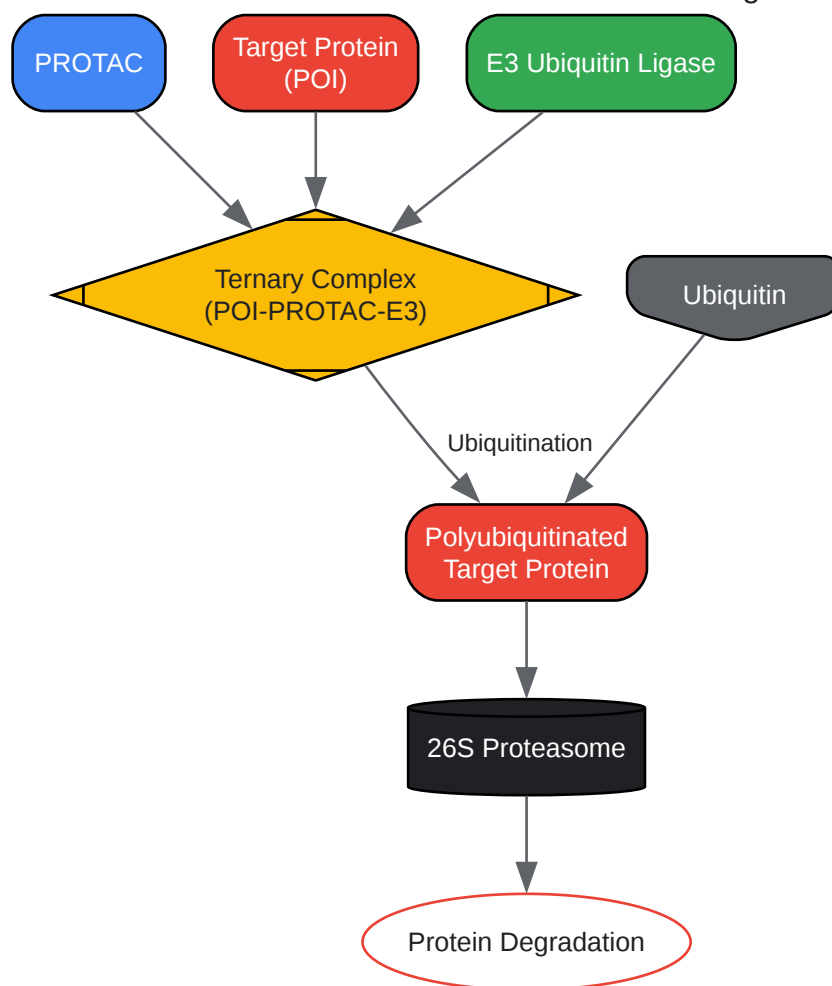 PROTAC
Target Protein
(POI)
E3 Ubiquitin Ligase
Ternary Complex
(POI-PROTAC-E3)
Ubiquitin
Ubiquitination
Polyubiquitinated
Target Protein
26S Proteasome
Protein Degradation